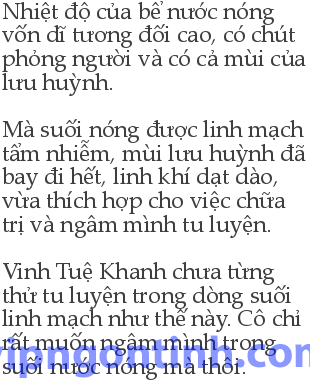 Nhiệt độ của bể nước nóng
vốn dĩ tương đối cao, có chút
phỏng người và có cả mùi của
lưu huỳnh.
Mà suối nóng được linh mạch
tẩm nhiễm, mùi lưu huỳnh đã
bay đi hết, linh khí dạt dào,
vừa thích hợp cho việc chữa
trị và ngâm mình tu luyện.
Vinh Tuệ Khanh chưa từng
thử tu luyện trong dòng suối
linh mạch như thế này. Cô chỉ
rất muốn ngâm mình trong
suối nước nóng mà thôi.
vipngontinh.com